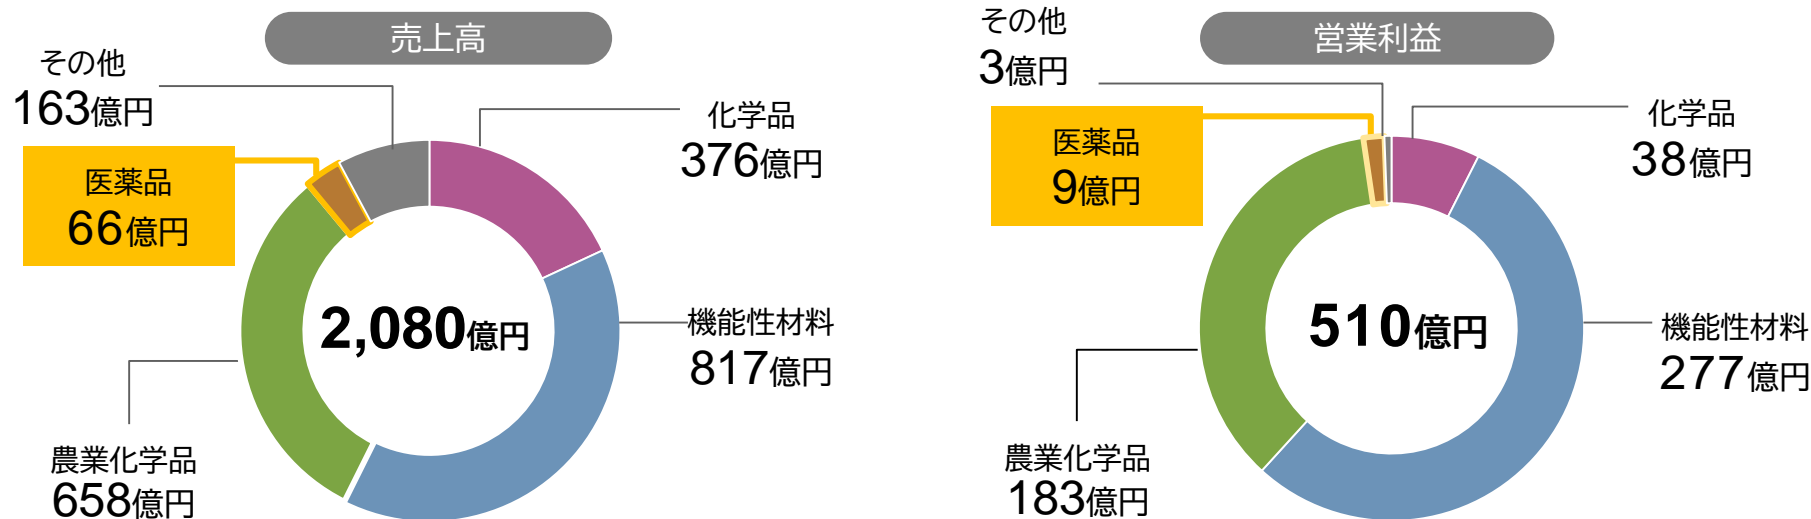 売上高
その他
163億円
医薬品
66億円
化学品
376億円
2,080億円
機能性材料
817億円
農業化学品
658億円
営業利益
その他
3億円
医薬品
9億円
化学品
38億円
510億円
機能性材料
277億円
農業化学品
183億円